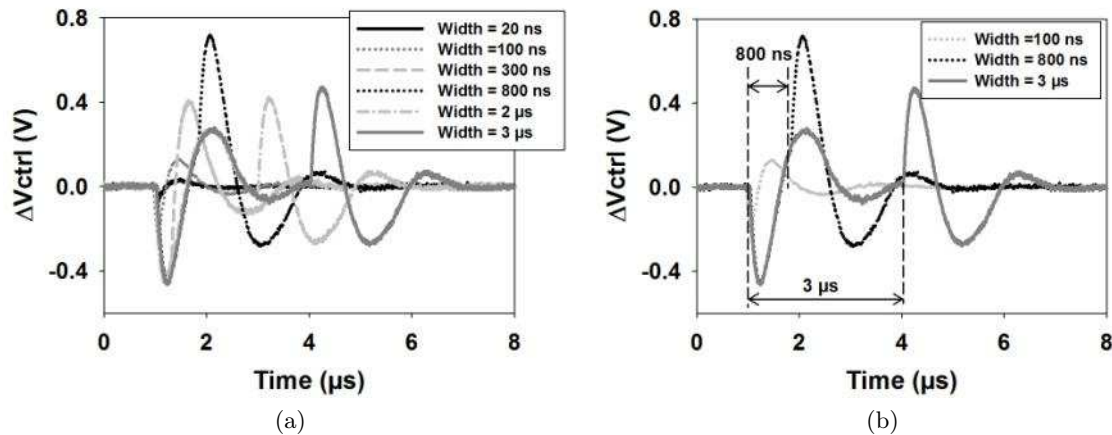 0.8
0.4
0.0
-0.4
ΔVctrl (V)
Width = 20 ns
Width =100 ns
Width = 300 ns
Width = 800 ns
Width = 2 µs
Width = 3 µs
0 2 4 6 8
Time (µs)
(a)
0.8
0.4
0.0
-0.4
ΔVctrl (V)
800 ns
Width =100 ns
Width = 800 ns
Width = 3 µs
3 µs
0 2 4 6 8
Time (µs)
(b)